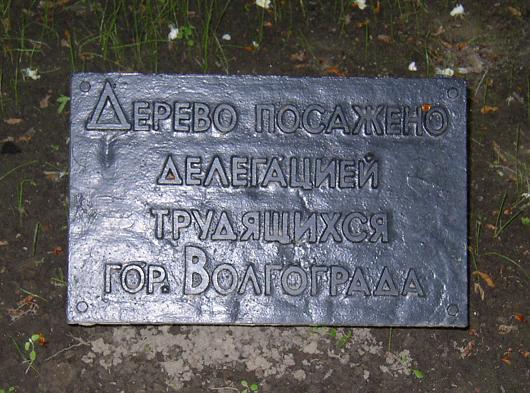 Дерево посажено
делегацией
трудящихся
гор. Волгограда